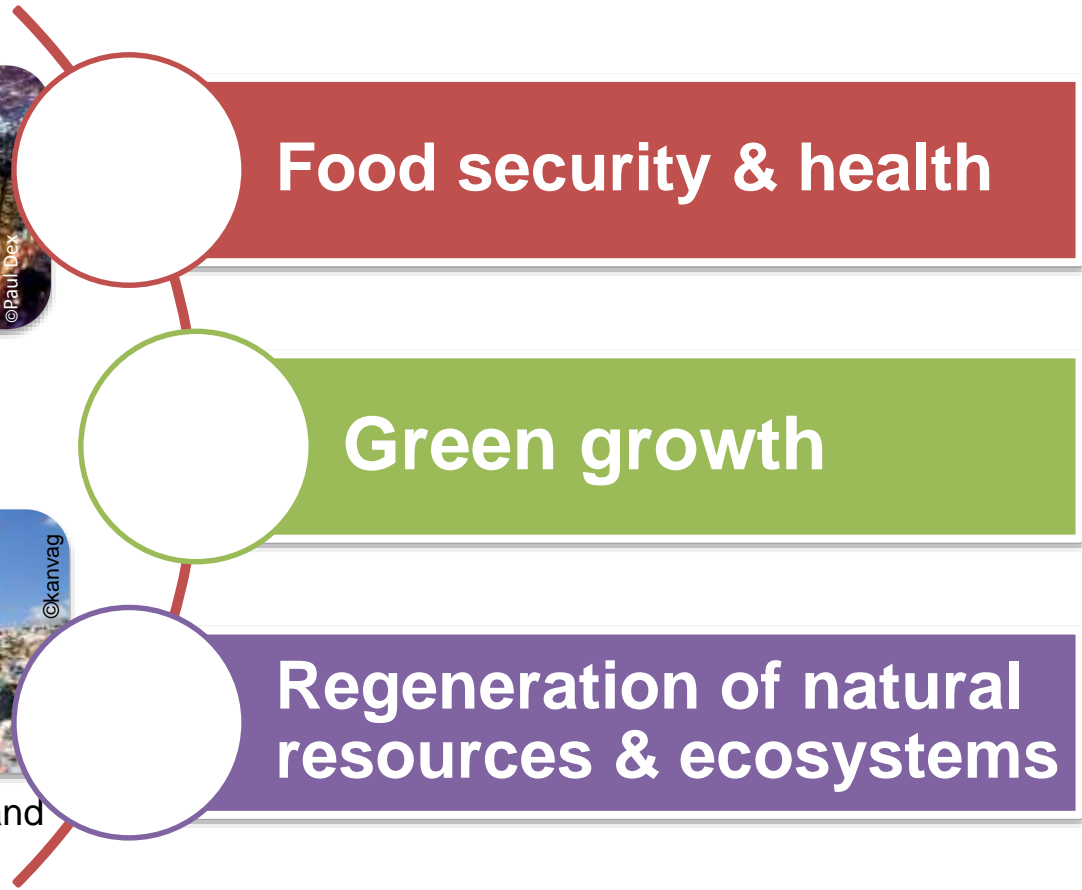 ©Paul Dex
Food security & health
Green growth
©kanvag
Regeneration of natural
resources & ecosystems